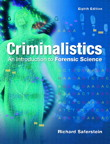 Eighth Edition
Criminalistics
An Introduction to Forensic Science
Richard Saferstein